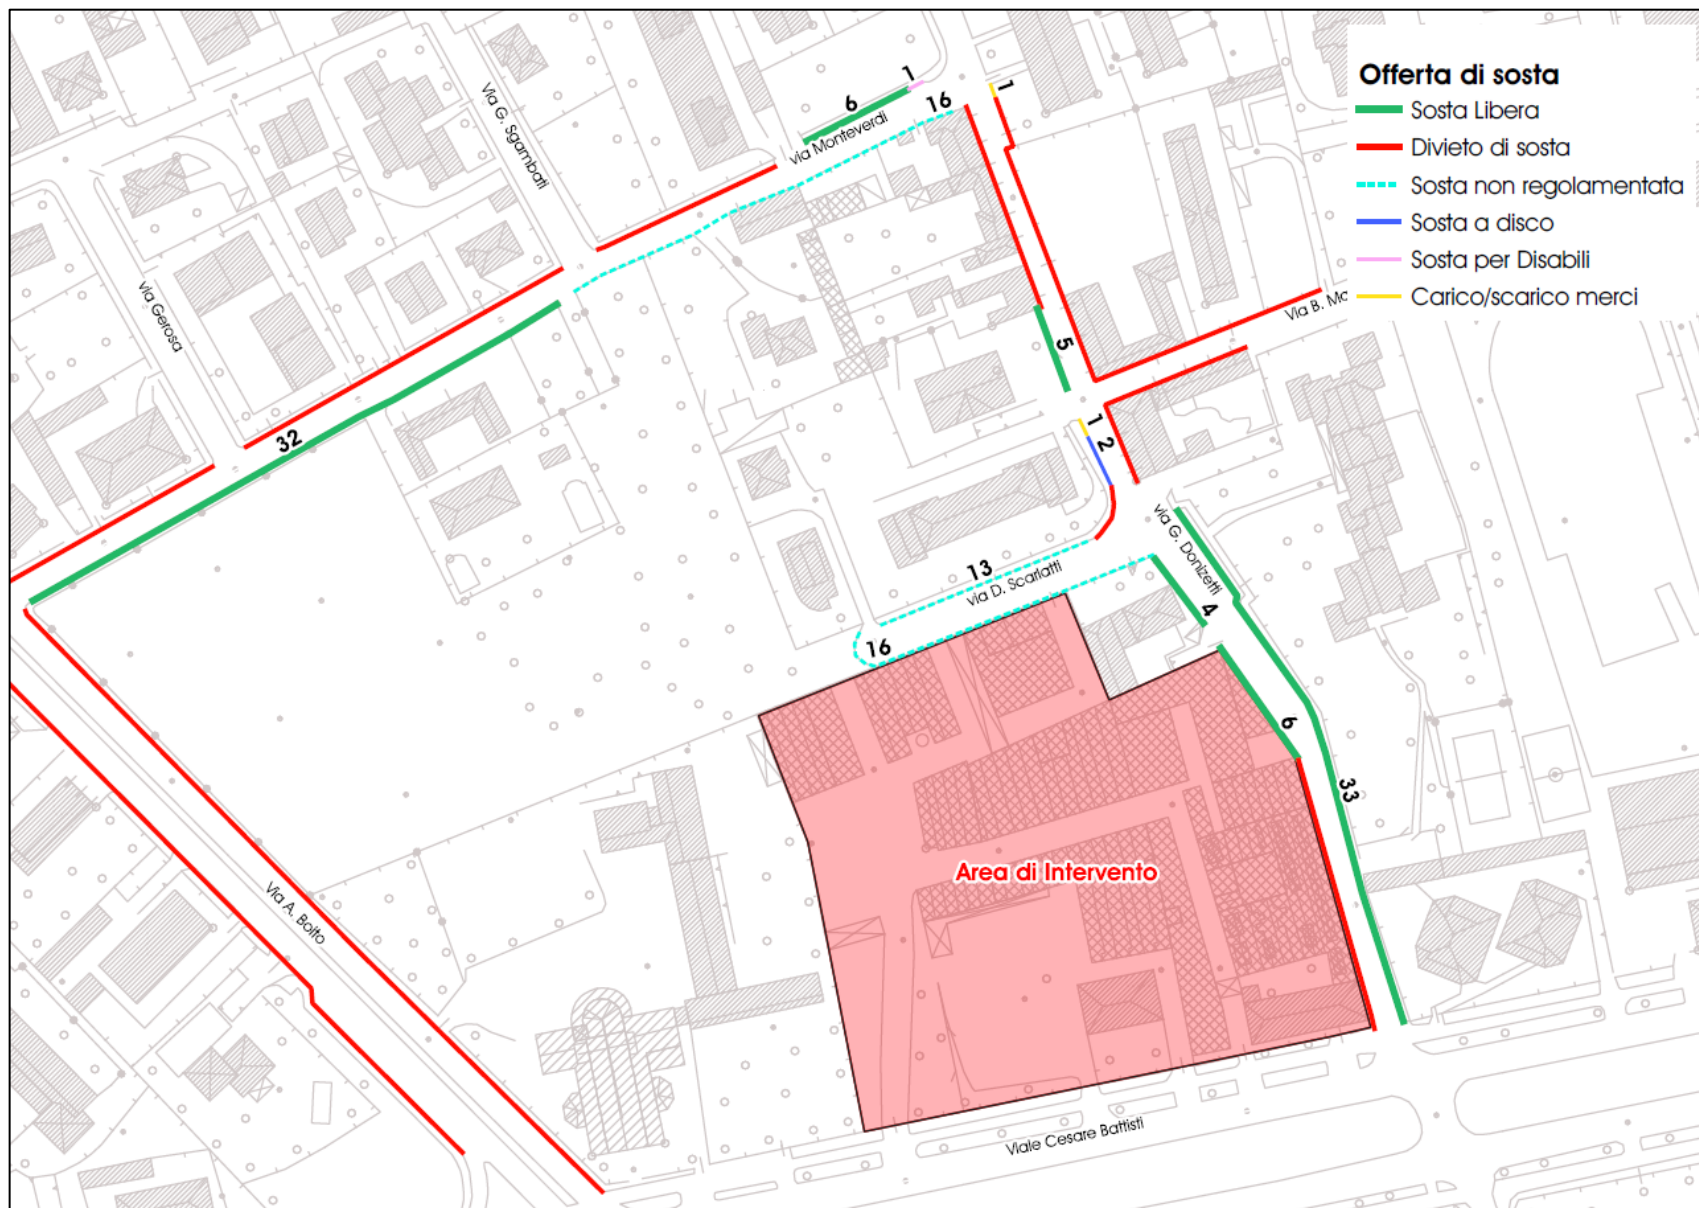 Offerta di sosta
Sosta Libera
Divieto di sosta
Sosta non regolamentata
Sosta a disco
Sosta per Disabili
Carico/scarico merci
1
6
16
1
via Monteverdi
Via G. Sgambati
via Gerosa
Via B. Mo
5
32
1
2
via G. Donizetti
13
via D. Scarlatti
4
16
6
33
Area di Intervento
Via A. Boito
Viale Cesare Battisti